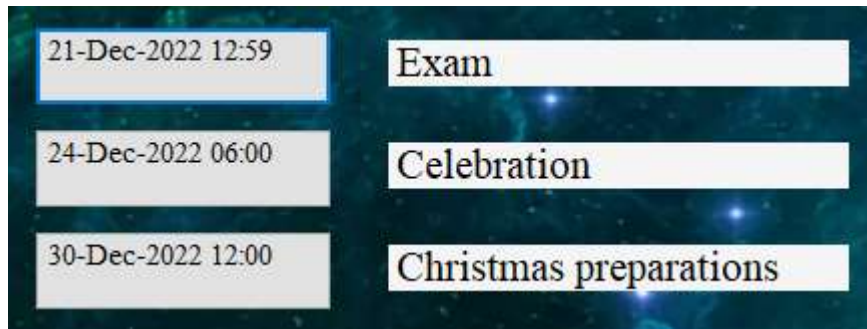 21-Dec-2022 12:59
Exam
24-Dec-2022 06:00
Celebration
30-Dec-2022 12:00
Christmas preparations